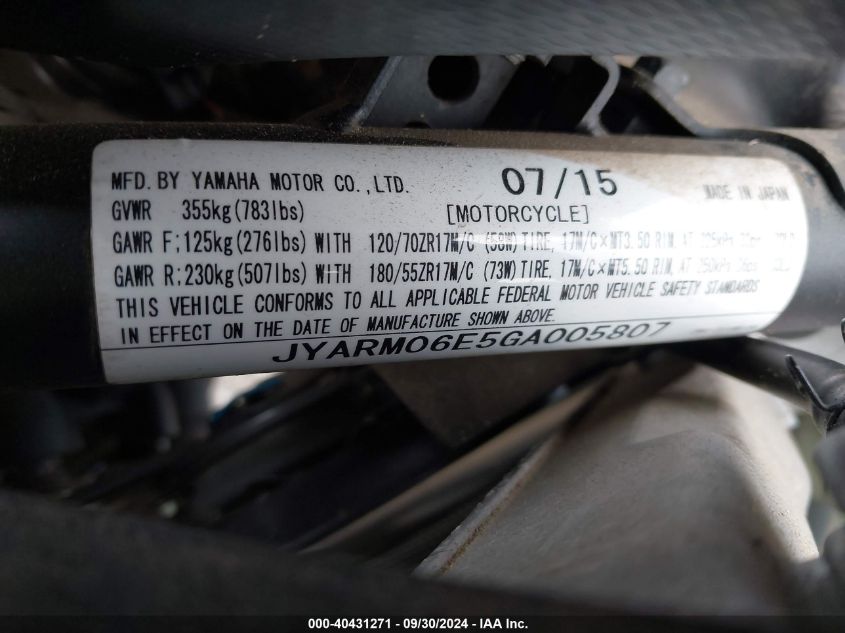 MFD. BY YAMAHA MOTOR CO., LTD. 07/15 MADE IN JAPAN
GVWR 355kg(783lbs) [MOTORCYCLE]
GAWR F:125kg(276lbs) WITH 120/70ZR17M/C (58W) TIRE, 17M/C×MT3.50 RIM, AT
GAWR R:230kg(507lbs) WITH 180/55ZR17M/C (73W) TIRE, 17M/C×MT5.50 RIM, AT
THIS VEHICLE CONFORMS TO ALL APPLICABLE FEDERAL MOTOR VEHICLE SAFETY STANDARDS
IN EFFECT ON THE DATE OF MANUFACTURE SHOWN ABOVE.
JYARM06E5GA005807
000-40431271 - 09/30/2024 - IAA Inc.